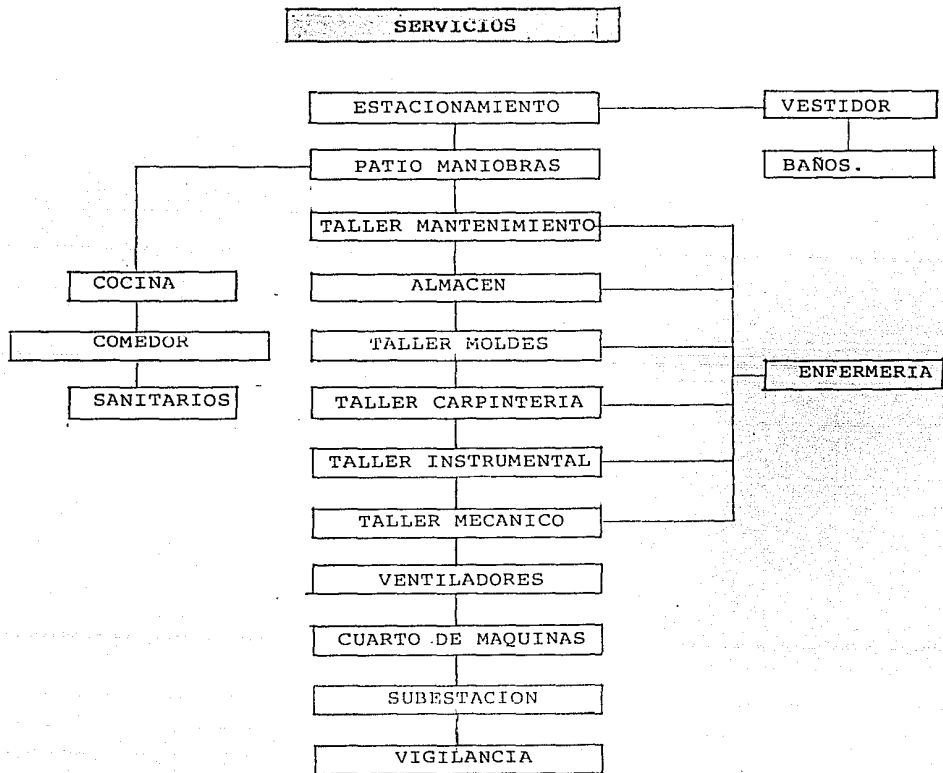 SERVICIOS
ESTACIONAMIENTO
VESTIDOR
PATIO MANIOBRAS
BAÑOS.
TALLER MANTENIMIENTO
COCINA
ALMACEN
COMEDOR
TALLER MOLDES
ENFERMERIA
SANITARIOS
TALLER CARPINTERIA
TALLER INSTRUMENTAL
TALLER MECANICO
VENTILADORES
CUARTO DE MAQUINAS
SUBESTACION
VIGILANCIA